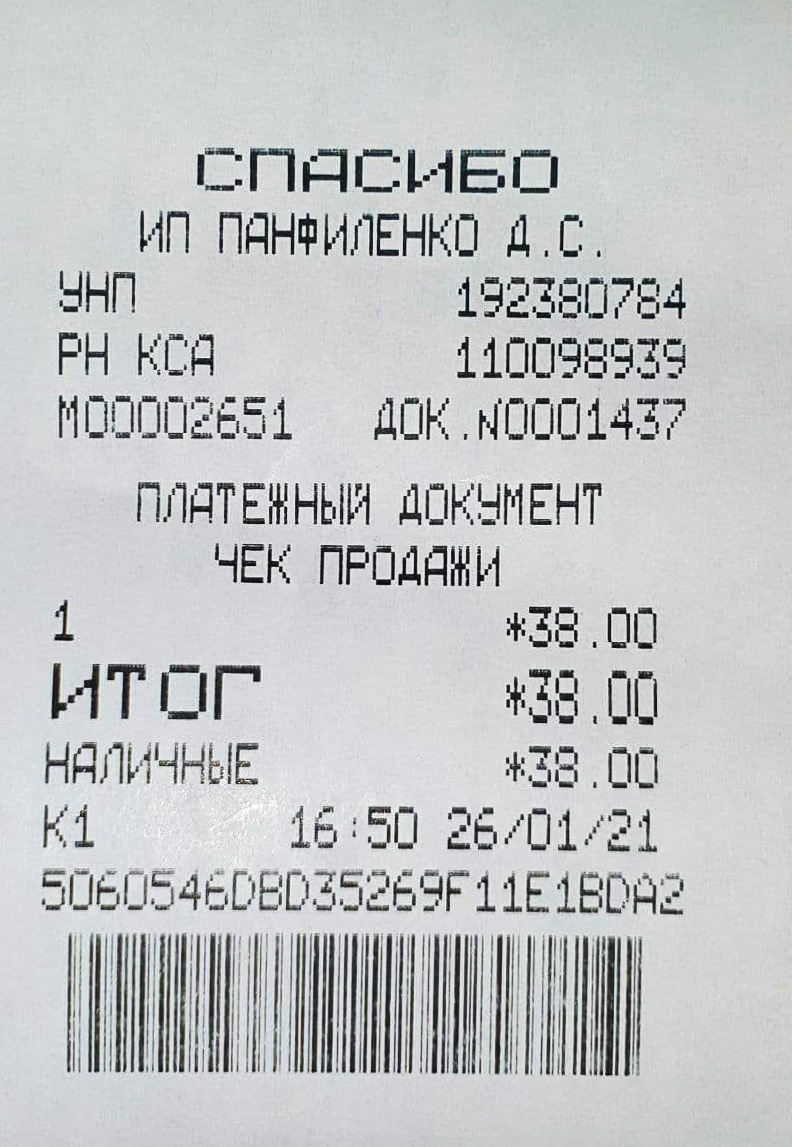 СПАСИБО
ИП ПАНФИЛЕНКО Д.С.
УНП 192380784
РН КСА 110098939
М00002651 ДОК.N0001437
ПЛАТЕЖНЫЙ ДОКУМЕНТ
ЧЕК ПРОДАЖИ
1 *38.00
ИТОГ *38.00
НАЛИЧНЫЕ *38.00
К1 16:50 26/01/21
5060546DBD35269F11E1BDA2